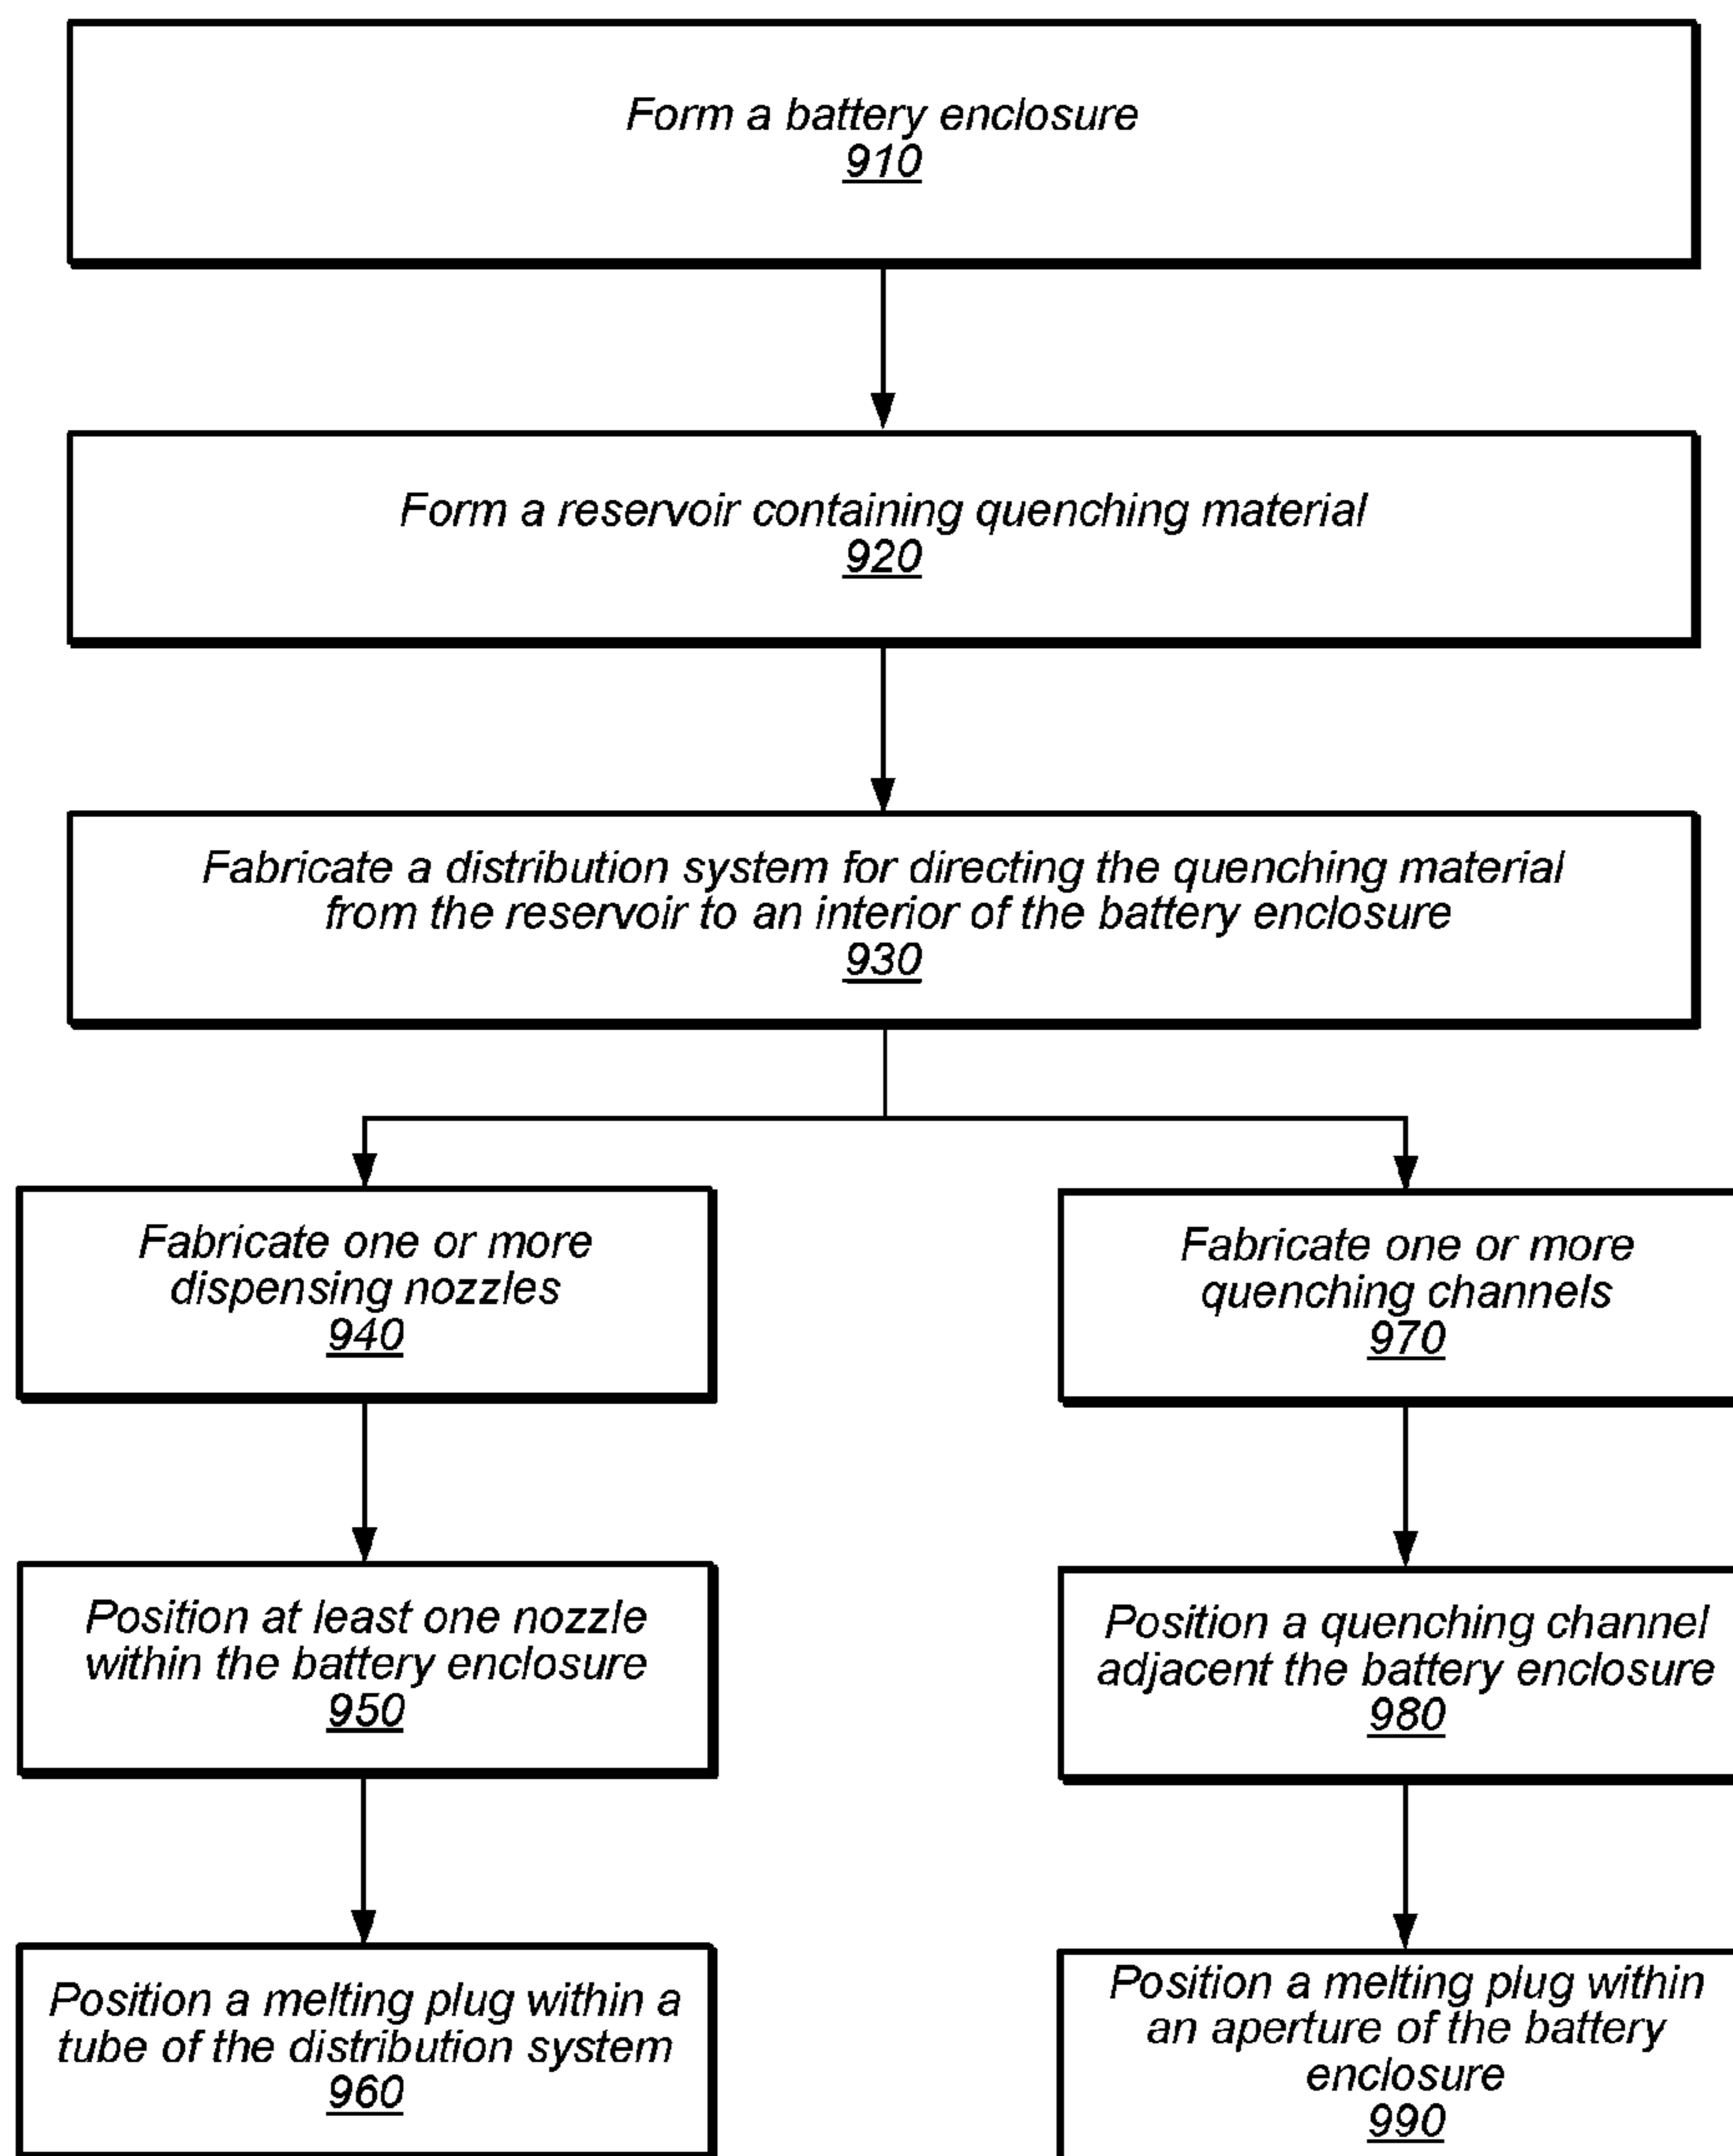 Form a battery enclosure
910
Form a reservoir containing quenching material
920
Fabricate a distribution system for directing the quenching material
from the reservoir to an interior of the battery enclosure
930
Fabricate one or more
dispensing nozzles
940
Position at least one nozzle
within the battery enclosure
950
Position a melting plug within a
tube of the distribution system
960
Fabricate one or more
quenching channels
970
Position a quenching channel
adjacent the battery enclosure
980
Position a melting plug within
an aperture of the battery
enclosure
990